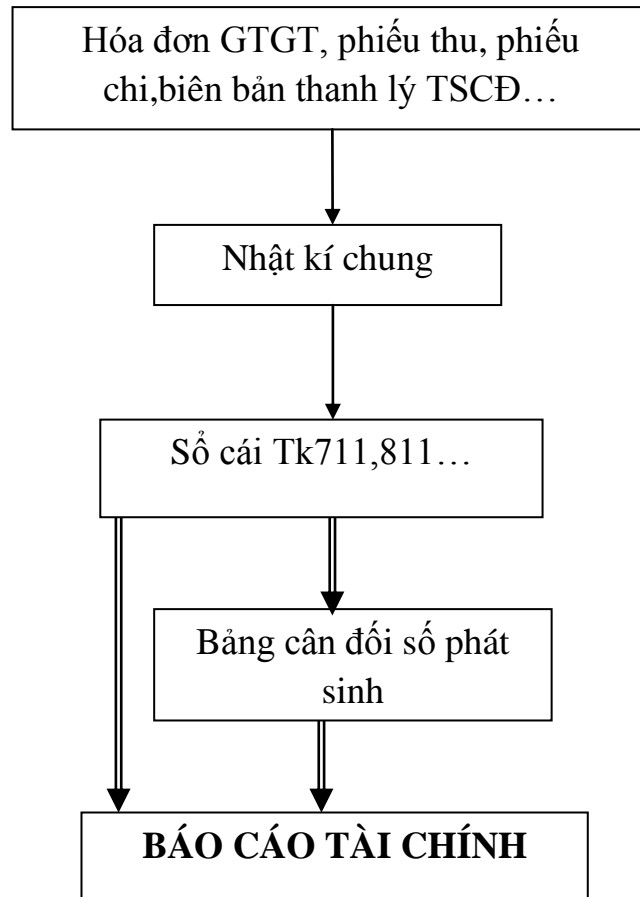 Hóa đơn GTGT, phiếu thu, phiếu
chi,biên bản thanh lý TSCĐ…
Nhật kí chung
Sổ cái Tk711,811…
Bảng cân đối số phát
sinh
BÁO CÁO TÀI CHÍNH